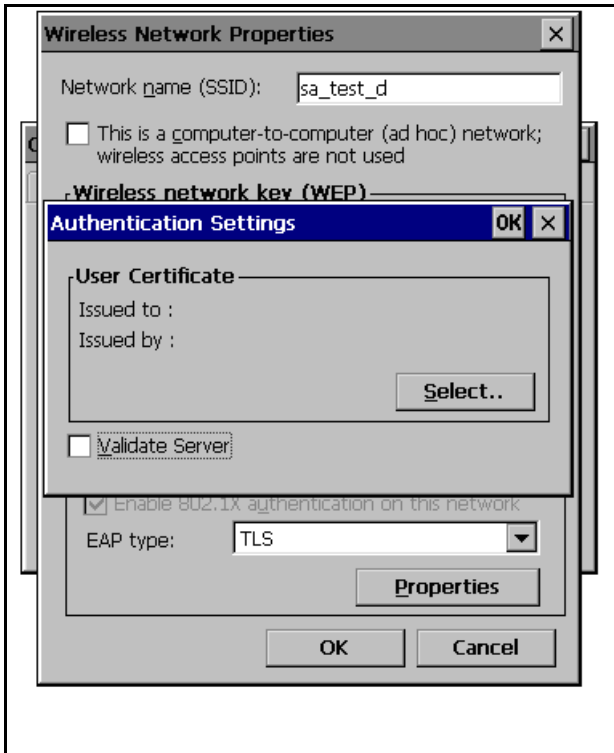 Wireless Network Properties
Network name (SSID): sa_test_d
This is a computer-to-computer (ad hoc) network;
wireless access points are not used
Wireless network key (WEP)
Authentication Settings OK
User Certificate
Issued to :
Issued by :
Select..
Validate Server
Enable 802.1X authentication on this network
EAP type: TLS
Properties
OK Cancel